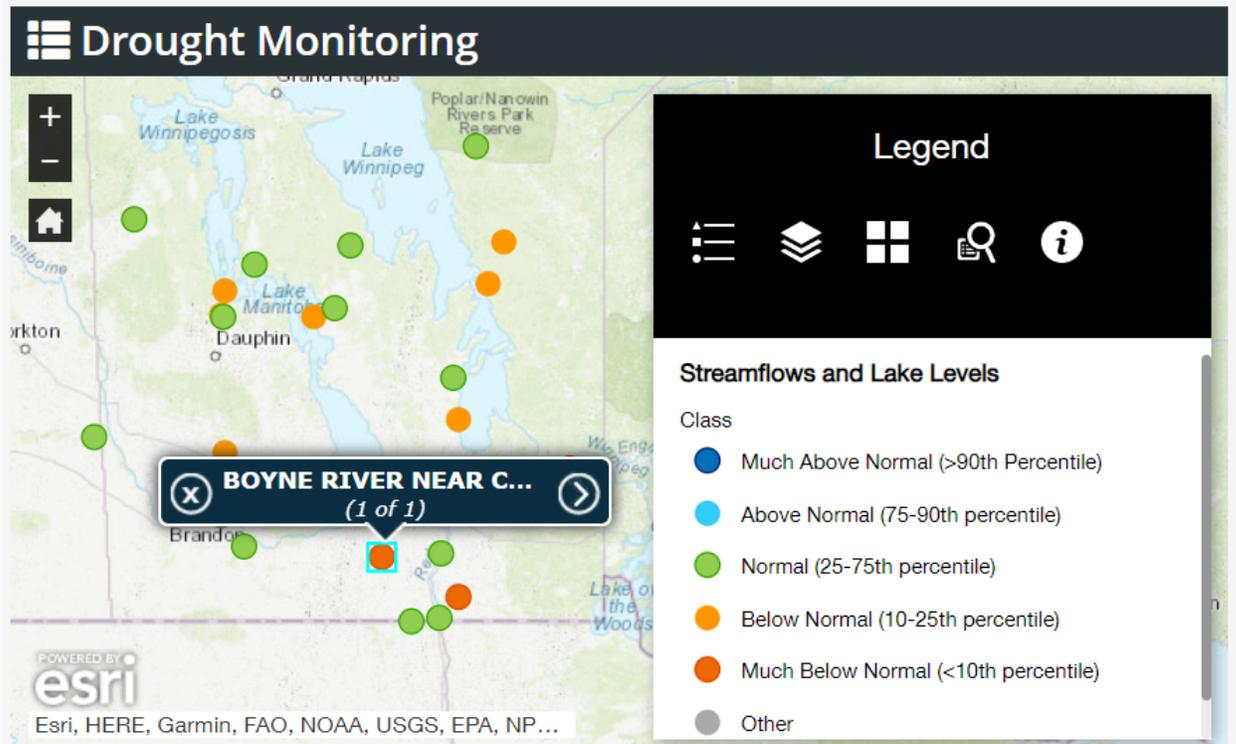 Drought Monitoring
Grand Rapids
Poplar/Nanowin
Rivers Park
Reserve
Lake
Winnipegosis
Lake
Winnipeg
+
−
Lake
Dauphin
BOYNE RIVER NEAR C...
(1 of 1)
Brandon
Lake of
the
Woods
POWERED BY
esri
Esri, HERE, Garmin, FAO, NOAA, USGS, EPA, NP…
Legend
Streamflows and Lake Levels
Class
Much Above Normal (>90th Percentile)
Above Normal (75-90th percentile)
Normal (25-75th percentile)
Below Normal (10-25th percentile)
Much Below Normal (<10th percentile)
Other